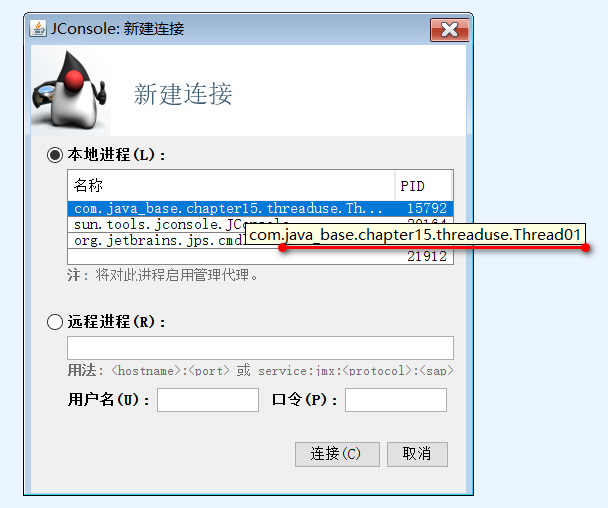 JConsole: 新建连接
新建连接
本地进程(L):
名称 PID
com.java_base.chapter15.threaduse.Th... 15792
sun.tools.jconsole.JConsole 20164
org.jetbrains.jps.cmdl
com.java_base.chapter15.threaduse.Thread01
21912
注: 将对此进程启用管理代理。
远程进程(R):
用法: <hostname>:<port> 或 service:jmx:<protocol>:<sap>
用户名(U): 口令(P):
连接(C) 取消